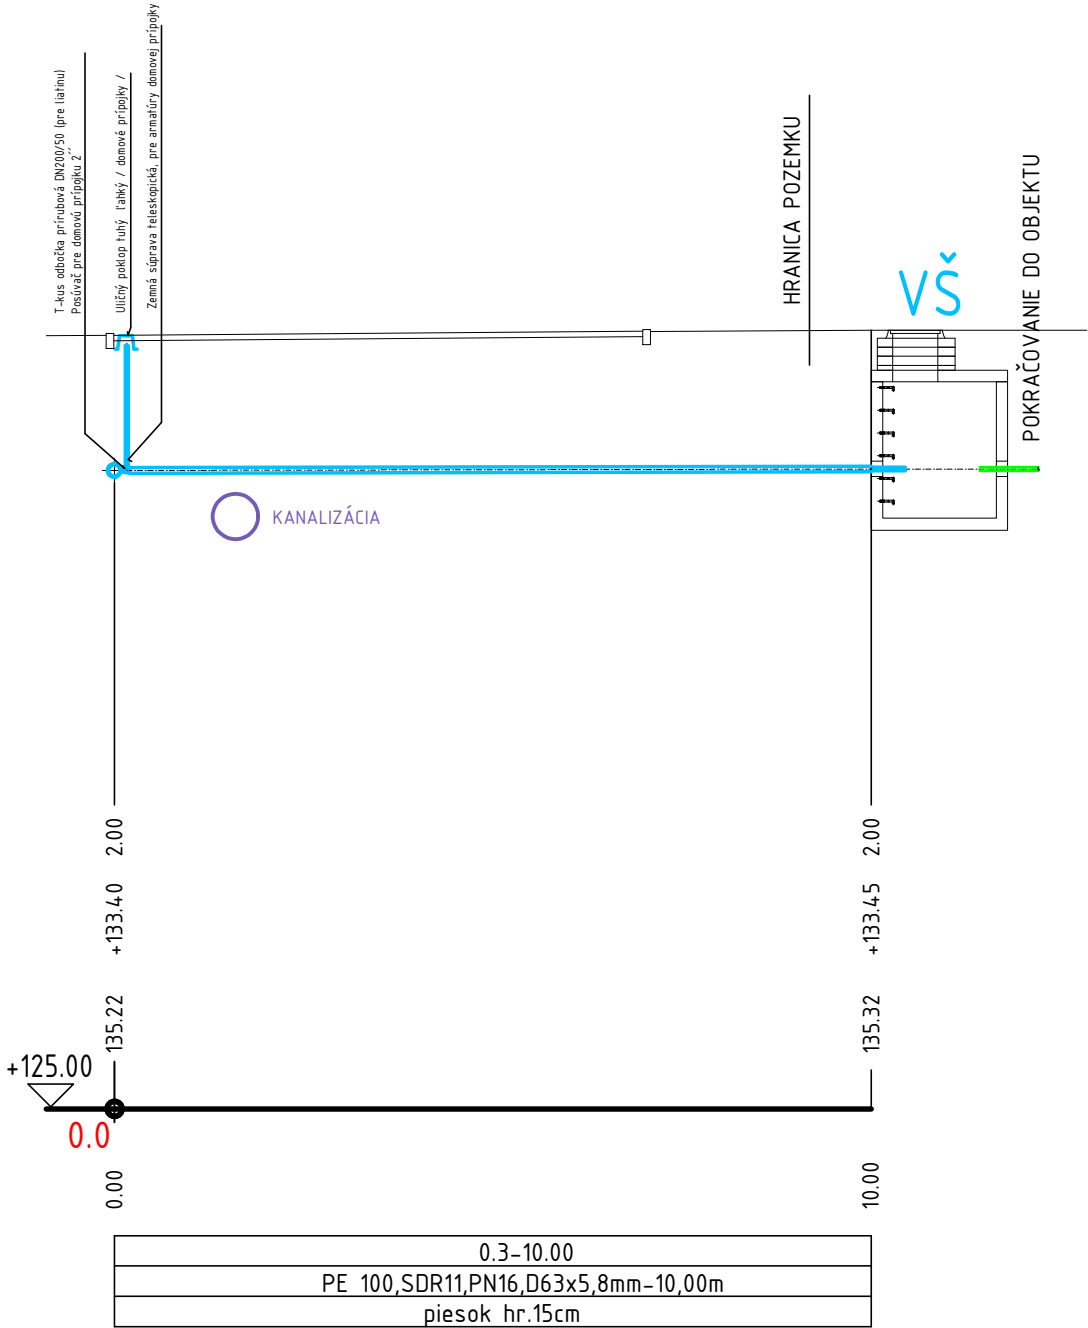 T-kus odbočka prírubová DN200/50 (pre liatinu)
Posúvač pre domovú prípojku 2´´
Uličný poklop tuhý ľahký / domové prípojky /
Zemná súprava teleskopická, pre armatúry domovej prípojky
HRANICA POZEMKU
VŠ
POKRAČOVANIE DO OBJEKTU
KANALIZÁCIA
2.00
2.00
+133.40
+133.45
135.22
135.32
+125.00
0.0
0.00
10.00
0.3-10.00
PE 100,SDR11,PN16,D63x5,8mm-10,00m
piesok hr.15cm